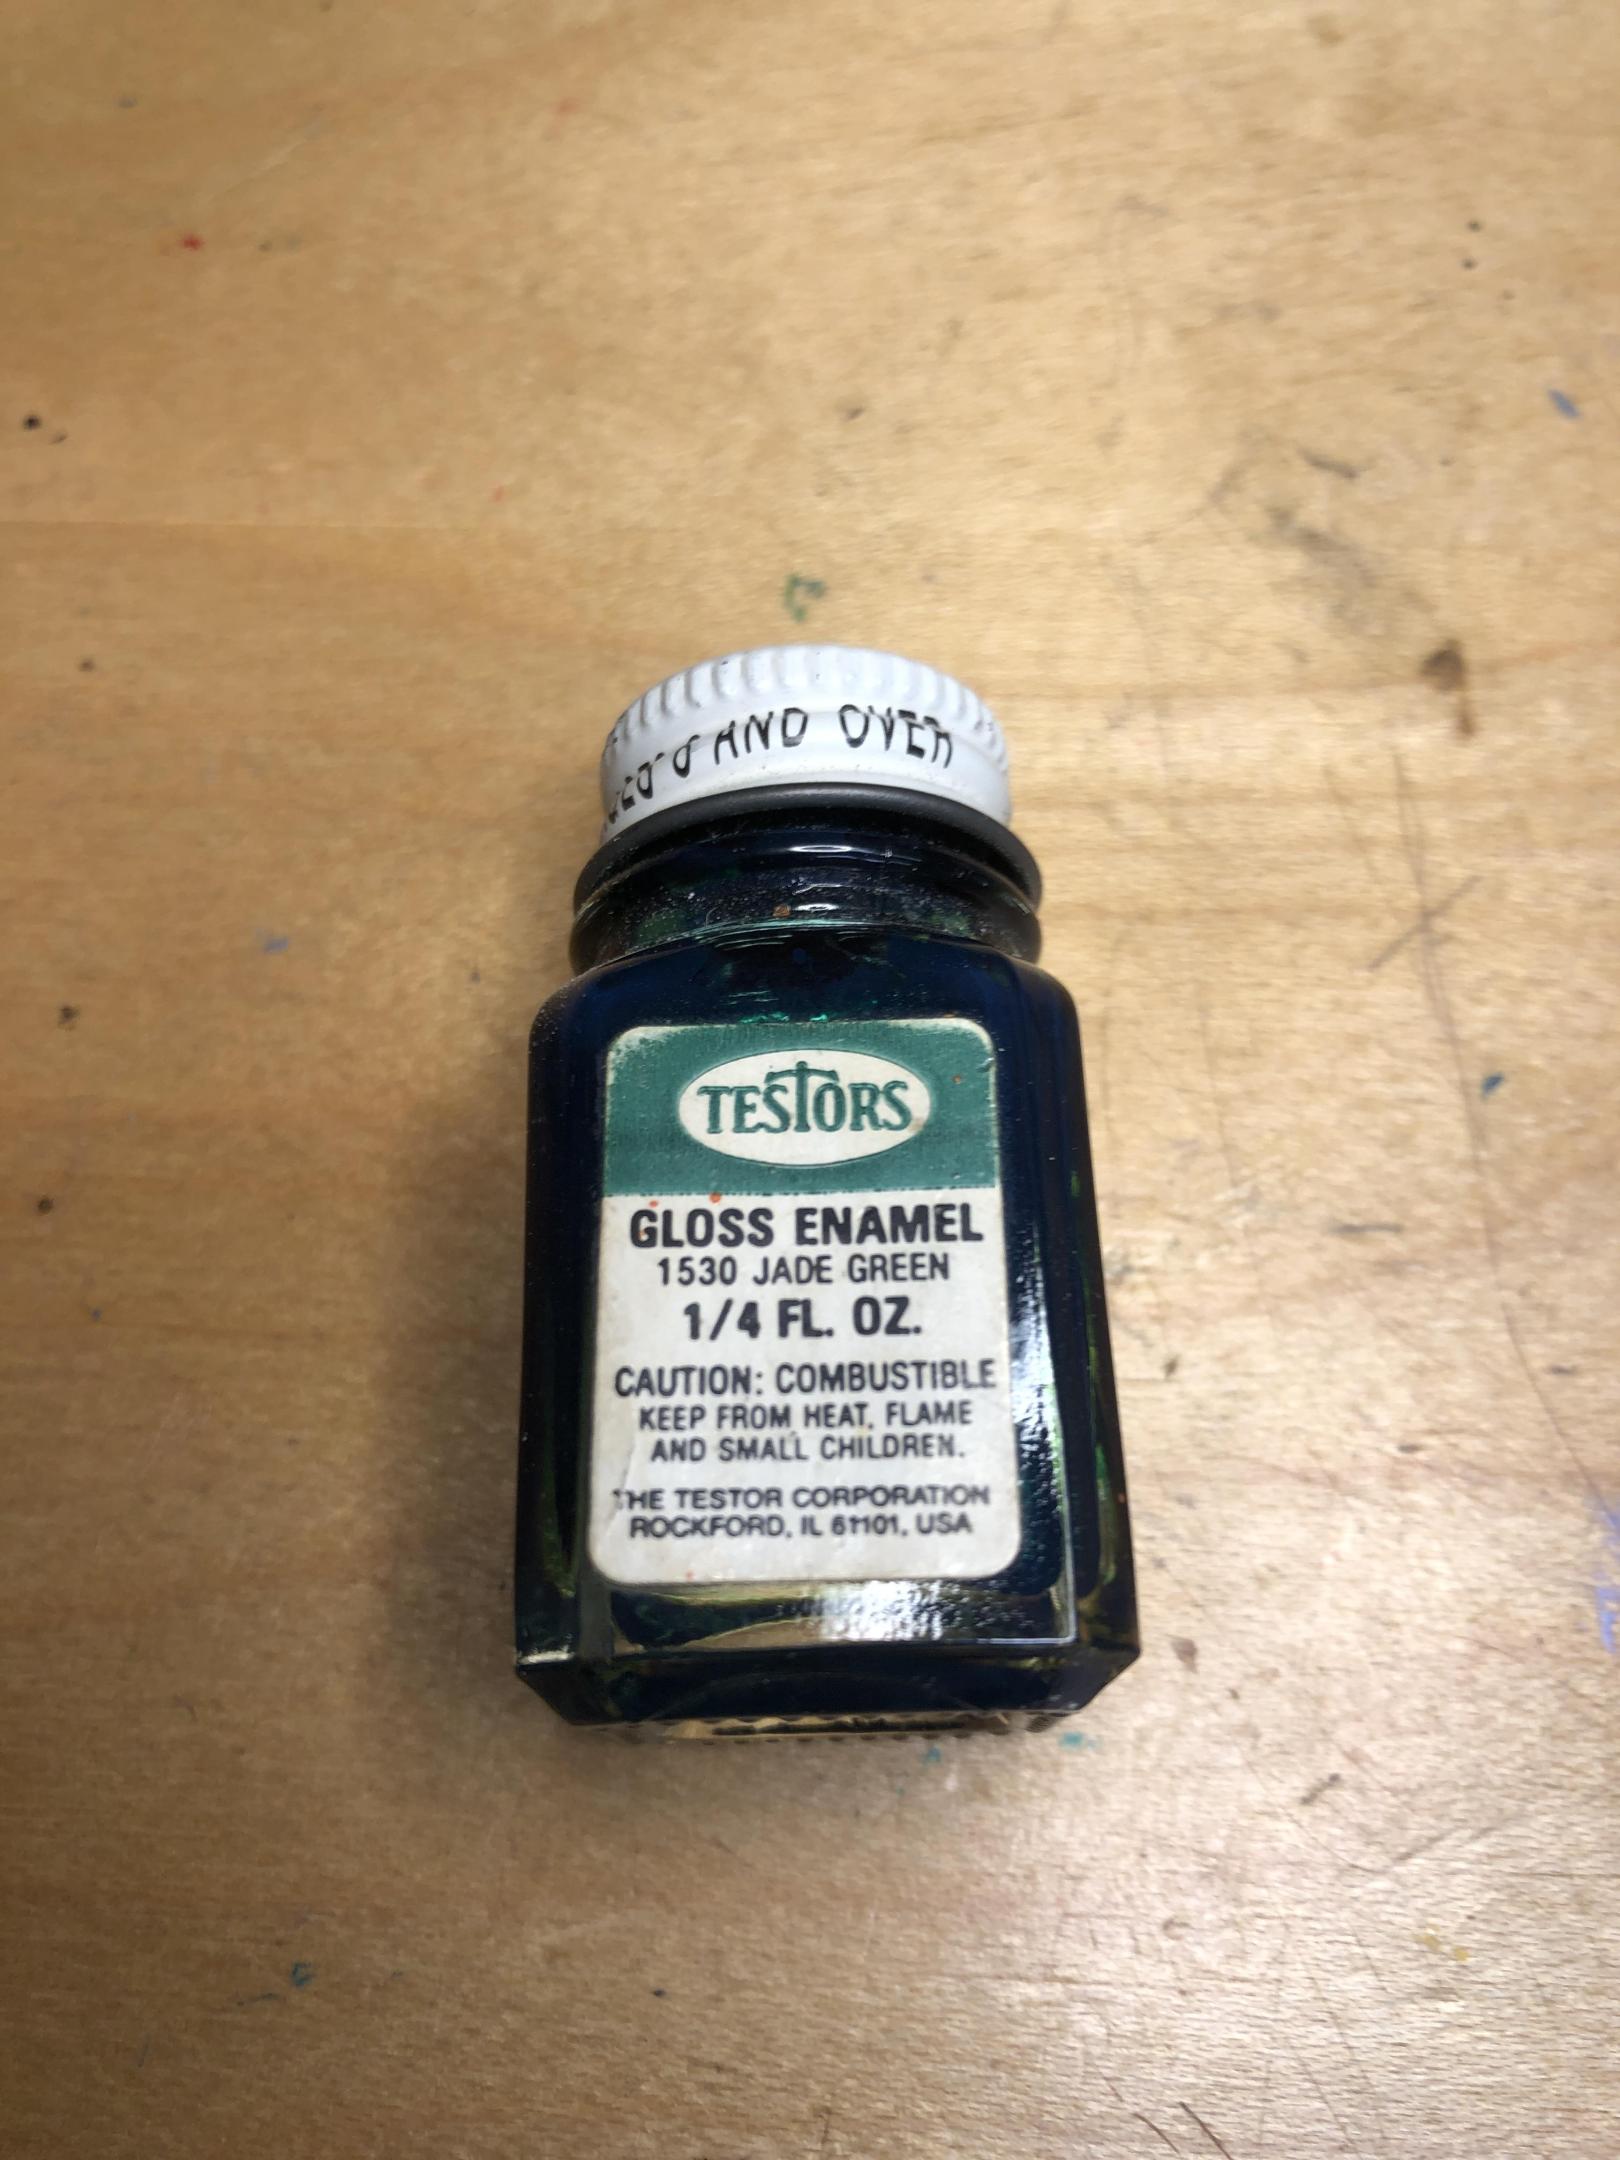 AND OVER
TESTORS
GLOSS ENAMEL
1530 JADE GREEN
1/4 FL. OZ.
CAUTION: COMBUSTIBLE
KEEP FROM HEAT, FLAME
AND SMALL CHILDREN.
THE TESTOR CORPORATION
ROCKFORD, IL 61101, USA